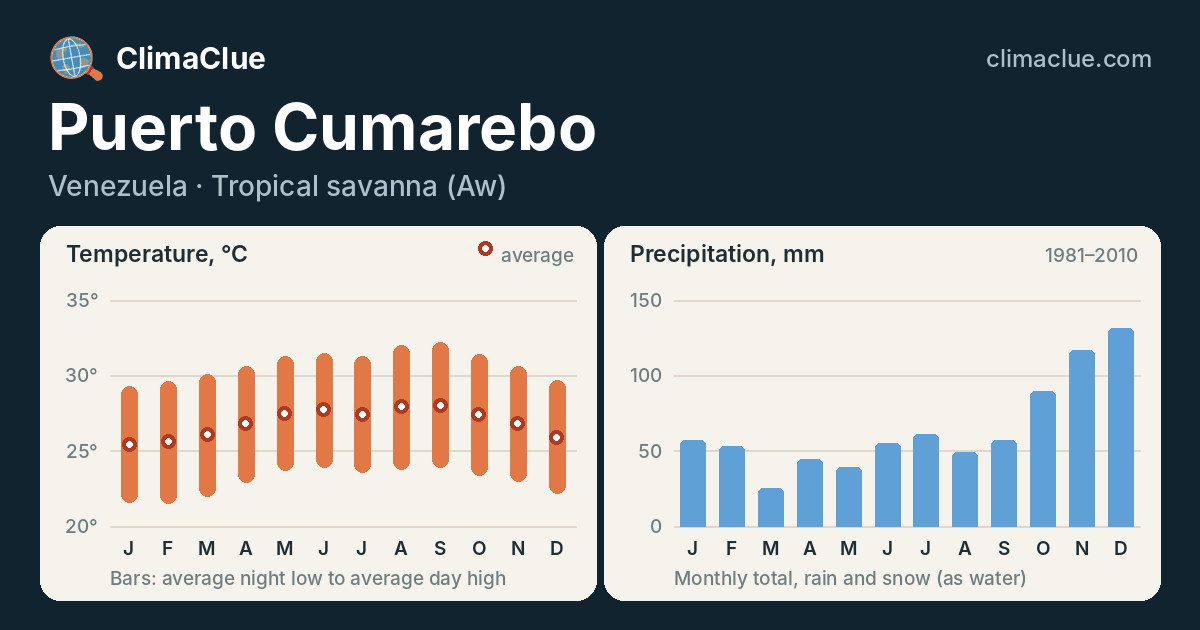 ClimaClue
climaclue.com
Puerto Cumarebo
Venezuela · Tropical savanna (Aw)
Temperature, °C
average
35°
30°
25°
20°
J F M A M J J A S O N D
Bars: average night low to average day high
Precipitation, mm
1981–2010
150
100
50
0
J F M A M J J A S O N D
Monthly total, rain and snow (as water)